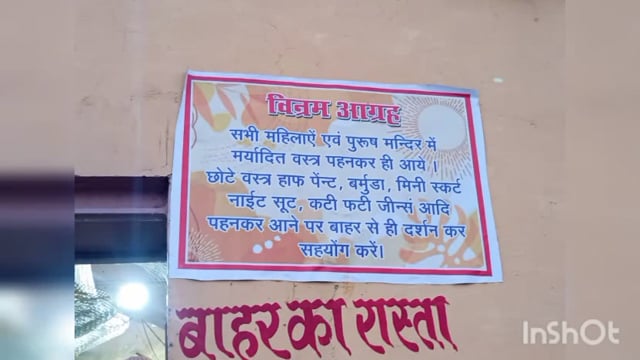 विनम्र आग्रह
सभी महिलाऐं एवं पुरूष मन्दिर में
मर्यादित वस्त्र पहनकर ही आये ।
छोटे वस्त्र हाफ पेंन्ट, बर्मुडा, मिनी स्कर्ट
नाईट सूट, कटी फटी जीन्स आदि
पहनकर आने पर बाहर से ही दर्शन कर
सहयोंग करें।
बाहर का रास्ता
InShOt